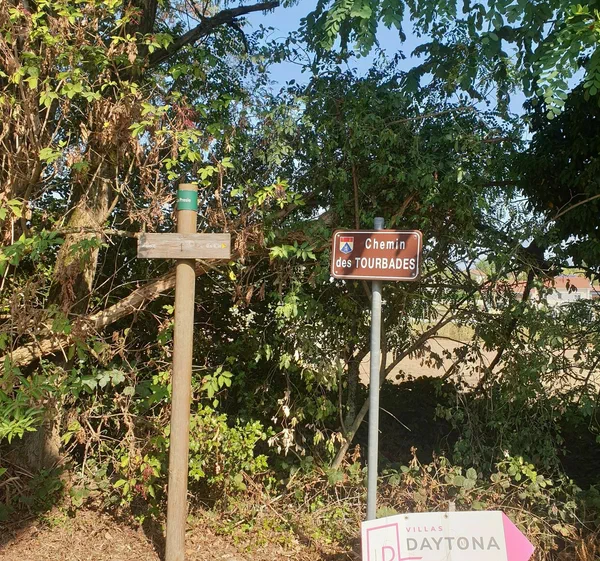 Chemin
des TOURBADES
VILLAS
DAYTONA